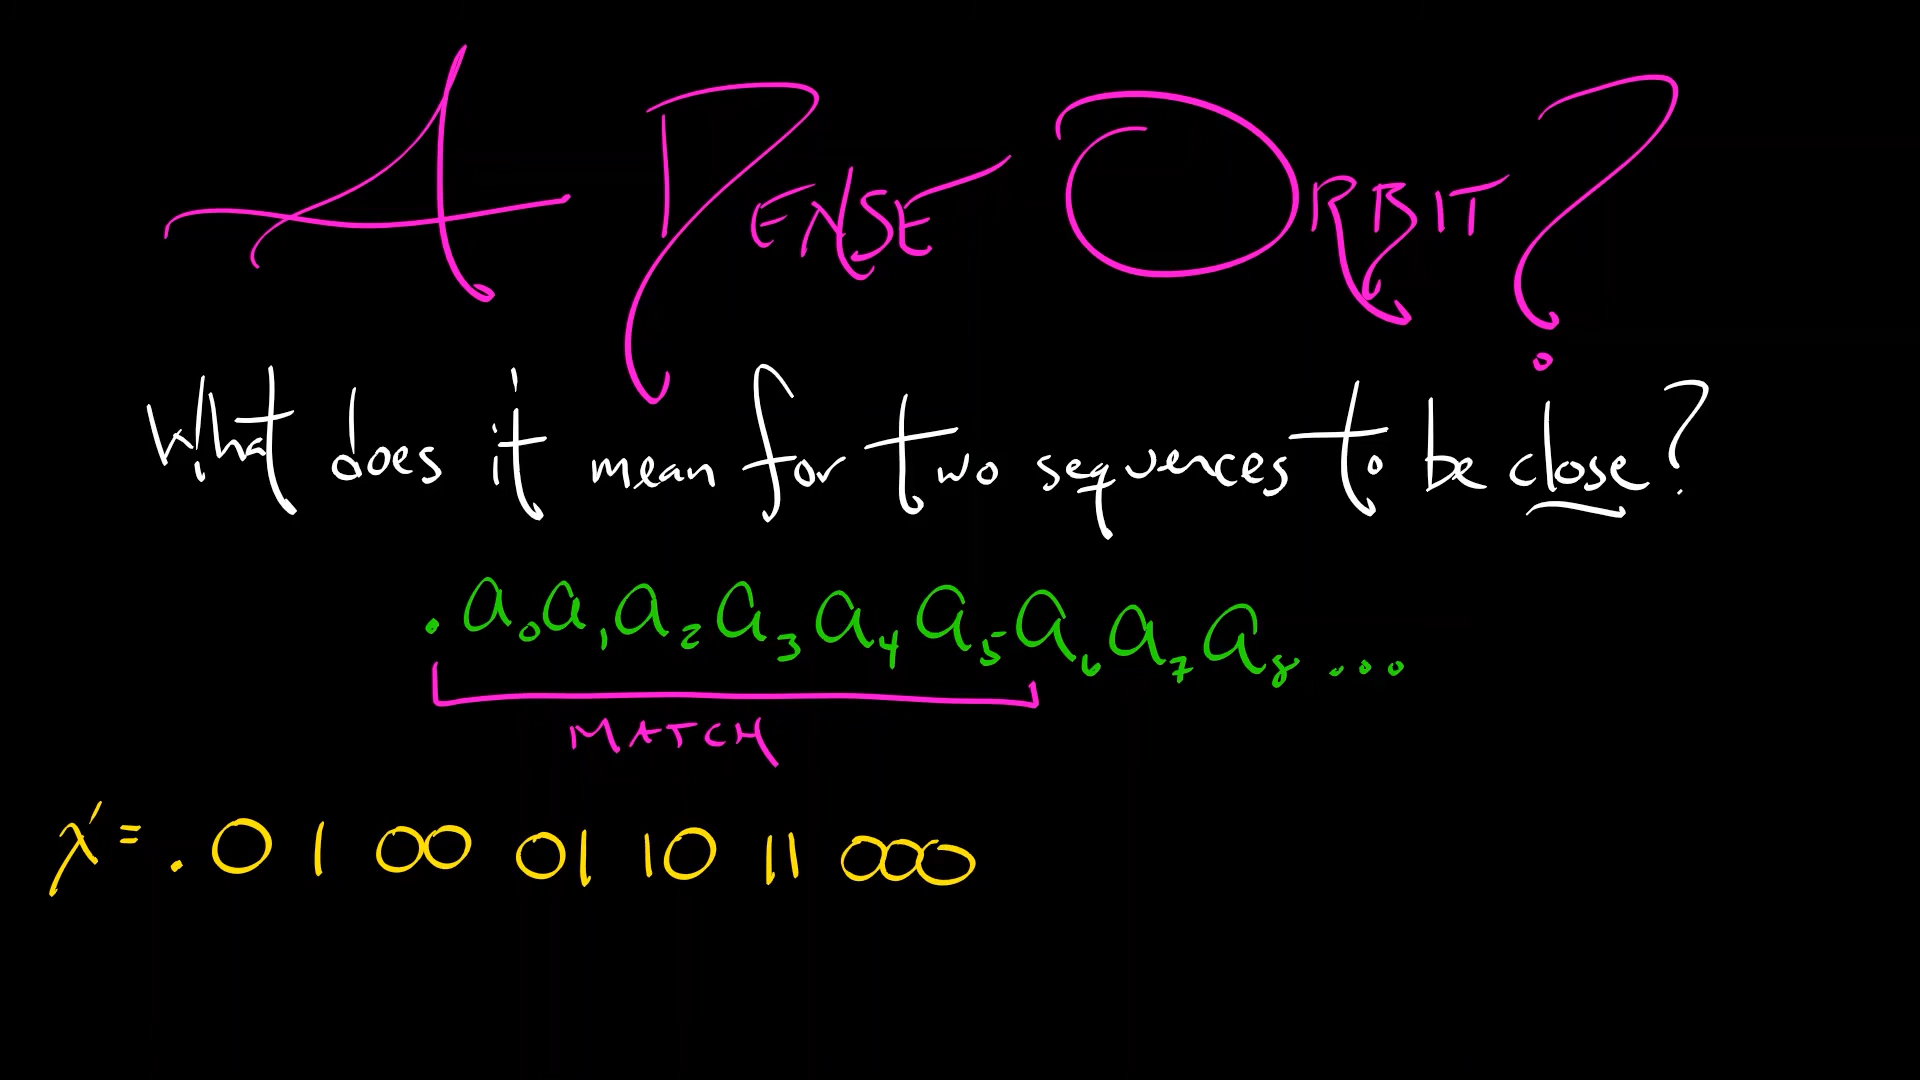 A DENSE ORBIT?
What does it mean for two sequences to be close?
.a₀a₁a₂a₃a₄a₅a₆a₇a₈...
MATCH
x' = .0 1 00 01 10 11 000